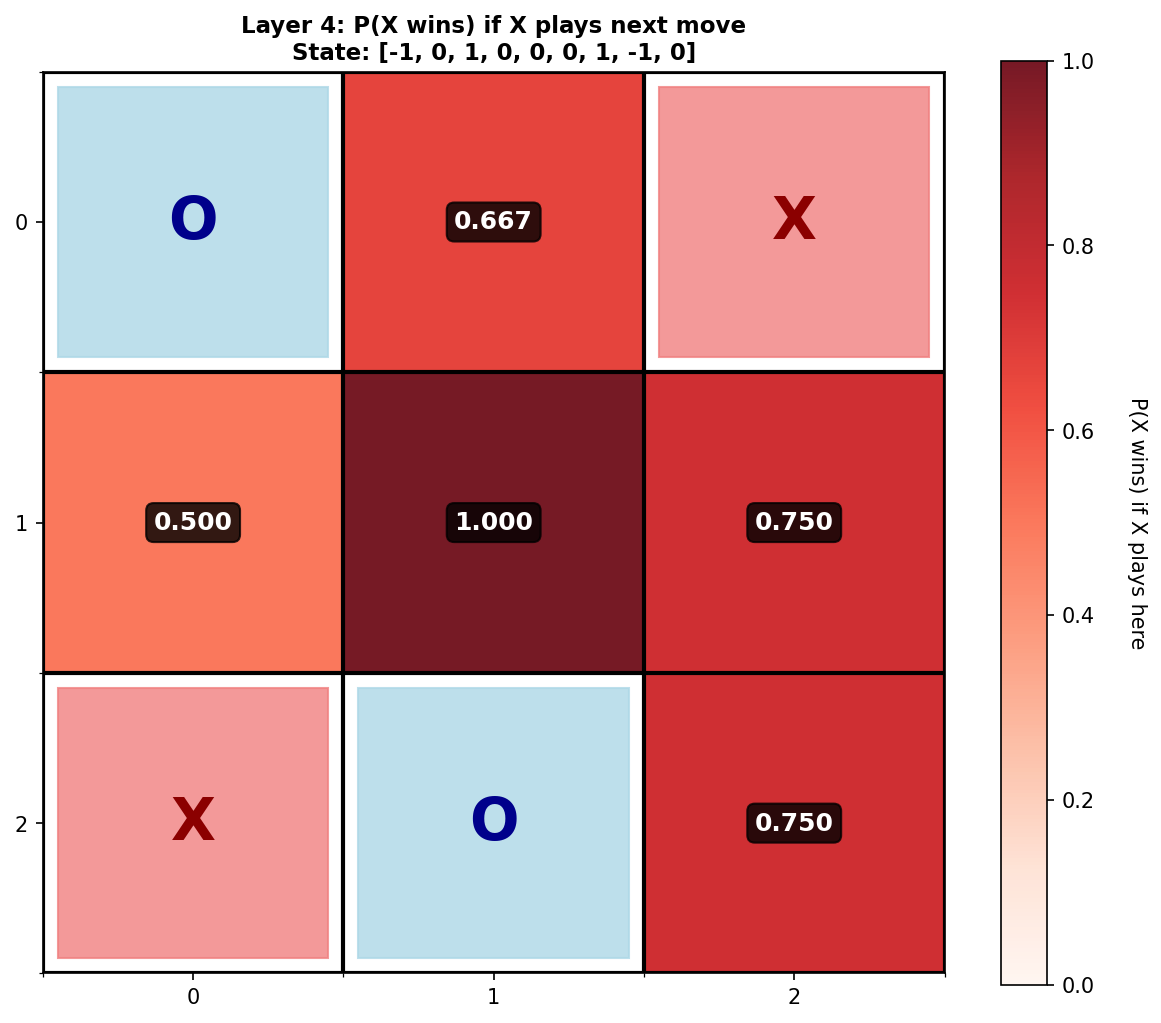 Layer 4: P(X wins) if X plays next move
State: [-1, 0, 1, 0, 0, 0, 1, -1, 0]
O
0.667
X
0.500
1.000
0.750
X
O
0.750
0
1
2
0
1
2
1.0
0.8
0.6
0.4
0.2
0.0
P(X wins) if X plays here